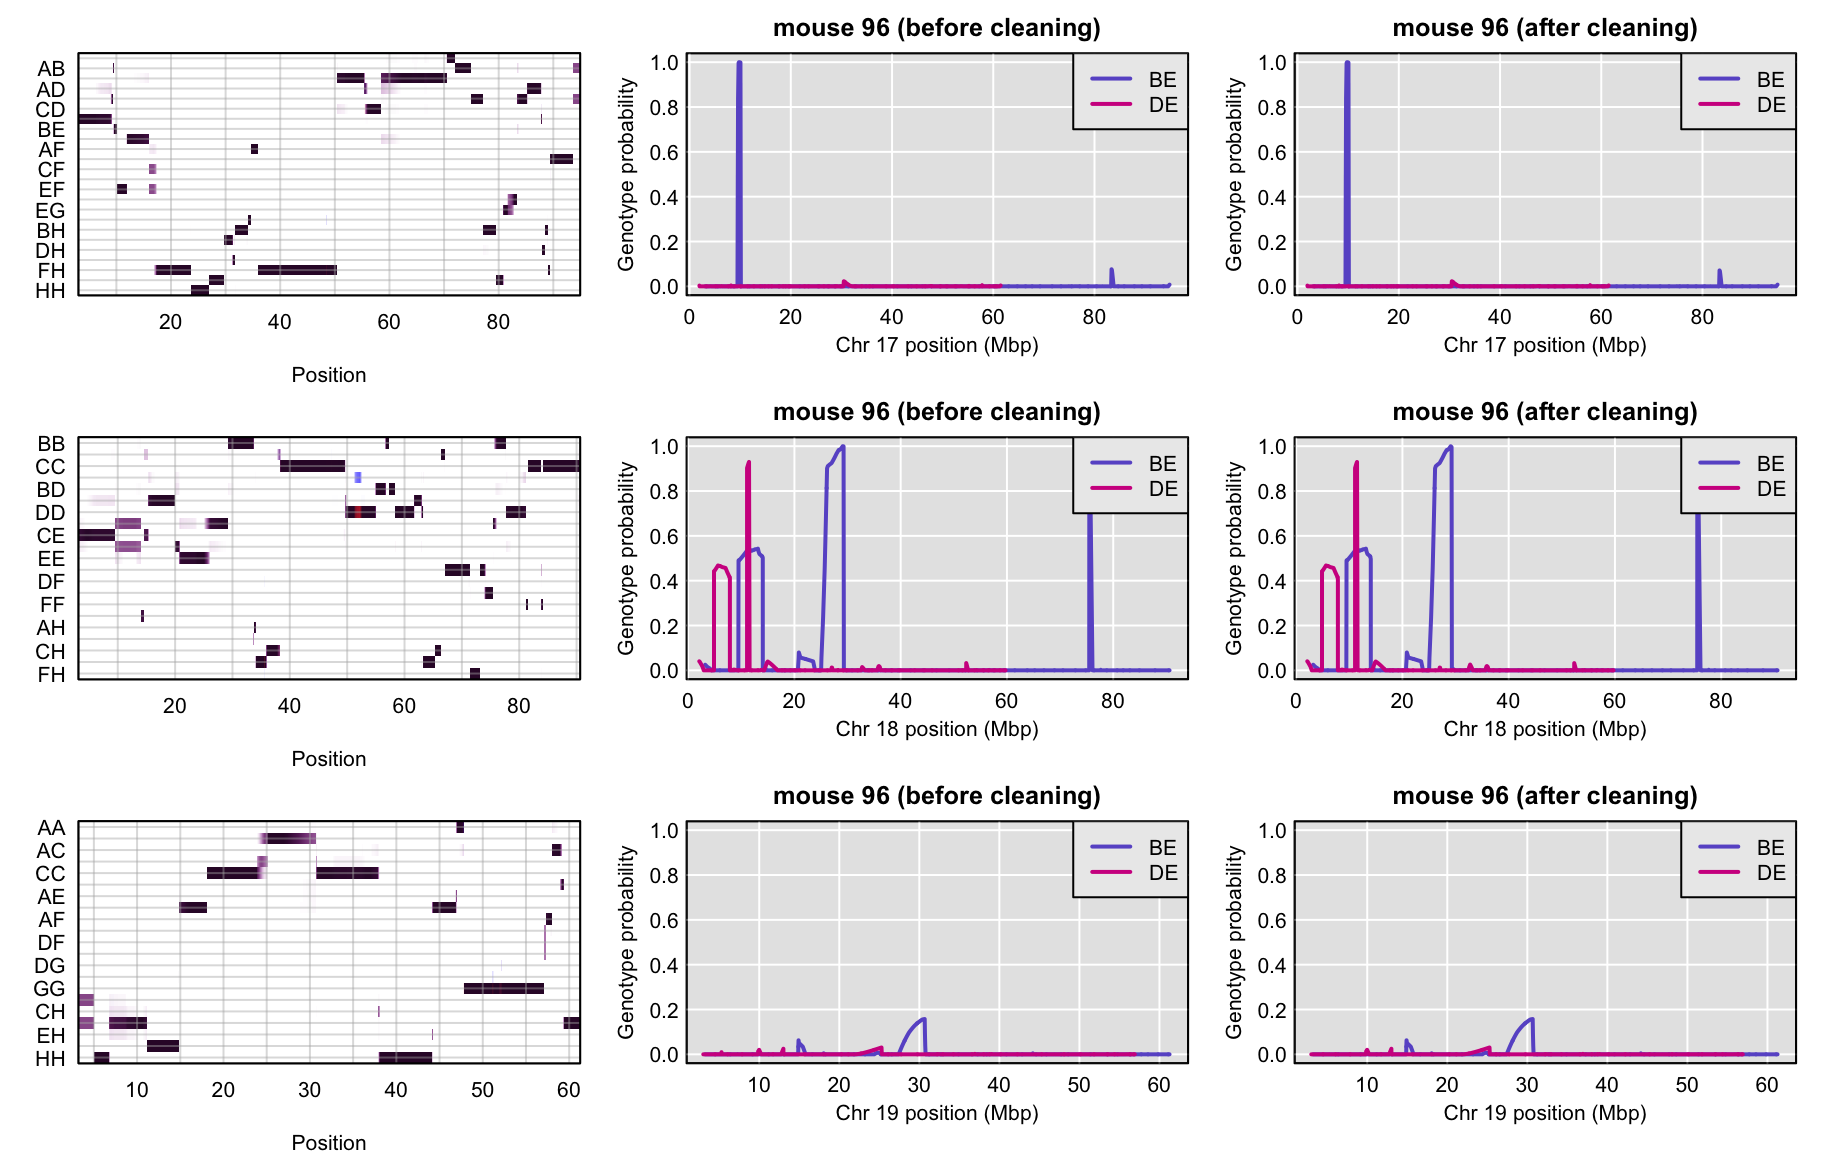 AB
AD
CD
BE
AF
CF
EF
EG
BH
DH
FH
HH
20 40 60 80
Position
mouse 96 (before cleaning)
Genotype probability
1.0
0.8
0.6
0.4
0.2
0.0
BE
DE
0 20 40 60 80
Chr 17 position (Mbp)
mouse 96 (after cleaning)
Genotype probability
1.0
0.8
0.6
0.4
0.2
0.0
BE
DE
0 20 40 60 80
Chr 17 position (Mbp)
BB
CC
BD
DD
CE
EE
DF
FF
AH
CH
FH
20 40 60 80
Position
mouse 96 (before cleaning)
Genotype probability
1.0
0.8
0.6
0.4
0.2
0.0
BE
DE
0 20 40 60 80
Chr 18 position (Mbp)
mouse 96 (after cleaning)
Genotype probability
1.0
0.8
0.6
0.4
0.2
0.0
BE
DE
0 20 40 60 80
Chr 18 position (Mbp)
AA
AC
CC
AE
AF
DF
DG
GG
CH
EH
HH
10 20 30 40 50 60
Position
mouse 96 (before cleaning)
Genotype probability
1.0
0.8
0.6
0.4
0.2
0.0
BE
DE
10 20 30 40 50 60
Chr 19 position (Mbp)
mouse 96 (after cleaning)
Genotype probability
1.0
0.8
0.6
0.4
0.2
0.0
BE
DE
10 20 30 40 50 60
Chr 19 position (Mbp)